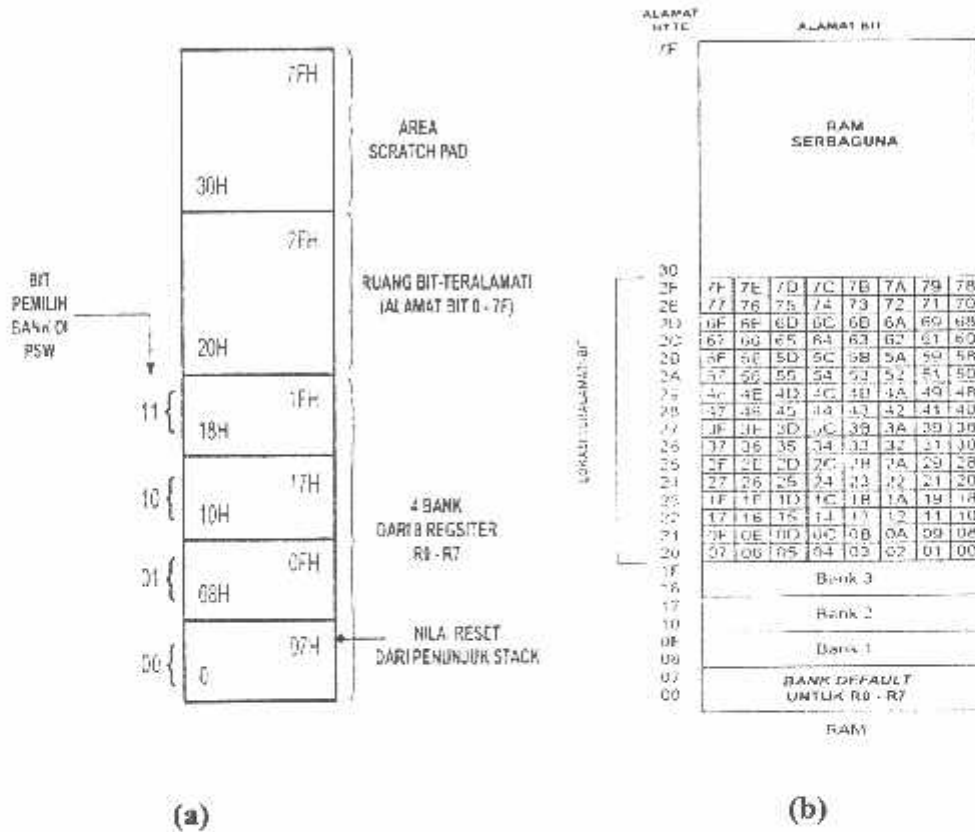 7FH
AREA
SCRATCH PAD
30H
2FH
BIT
PEMILIH
BANK DI
PSW
RUANG BIT-TERALAMATI
(ALAMAT BIT 0 - 7F)
20H
11 {
1FH
18H
10 {
17H
10H
4 BANK
DARI 8 REGSITER
R0 - R7
01 {
0FH
08H
00 {
07H
0
NILAI RESET
DARI PENUNJUK STACK
(a)
ALAMAT
BYTE
ALAMAT BIT
7F
RAM
SERBAGUNA
LOKASI TERALAMATI-BIT
30
2F 7F 7E 7D 7C 7B 7A 79 78
2E 77 76 75 74 73 72 71 70
2D 6F 6E 6D 6C 6B 6A 69 68
2C 67 66 65 64 63 62 61 60
2B 5F 5E 5D 5C 5B 5A 59 58
2A 57 56 55 54 53 52 51 50
29 4F 4E 4D 4C 4B 4A 49 48
28 47 46 45 44 43 42 41 40
27 3F 3E 3D 3C 3B 3A 39 38
26 37 36 35 34 33 32 31 30
25 2F 2E 2D 2C 2B 2A 29 28
24 27 26 25 24 23 22 21 20
23 1F 1E 1D 1C 1B 1A 19 18
22 17 16 15 14 13 12 11 10
21 0F 0E 0D 0C 0B 0A 09 08
20 07 06 05 04 03 02 01 00
1F
18
Bank 3
17
10
Bank 2
0F
08
Bank 1
07
00
BANK DEFAULT
UNTUK R0 - R7
RAM
(b)